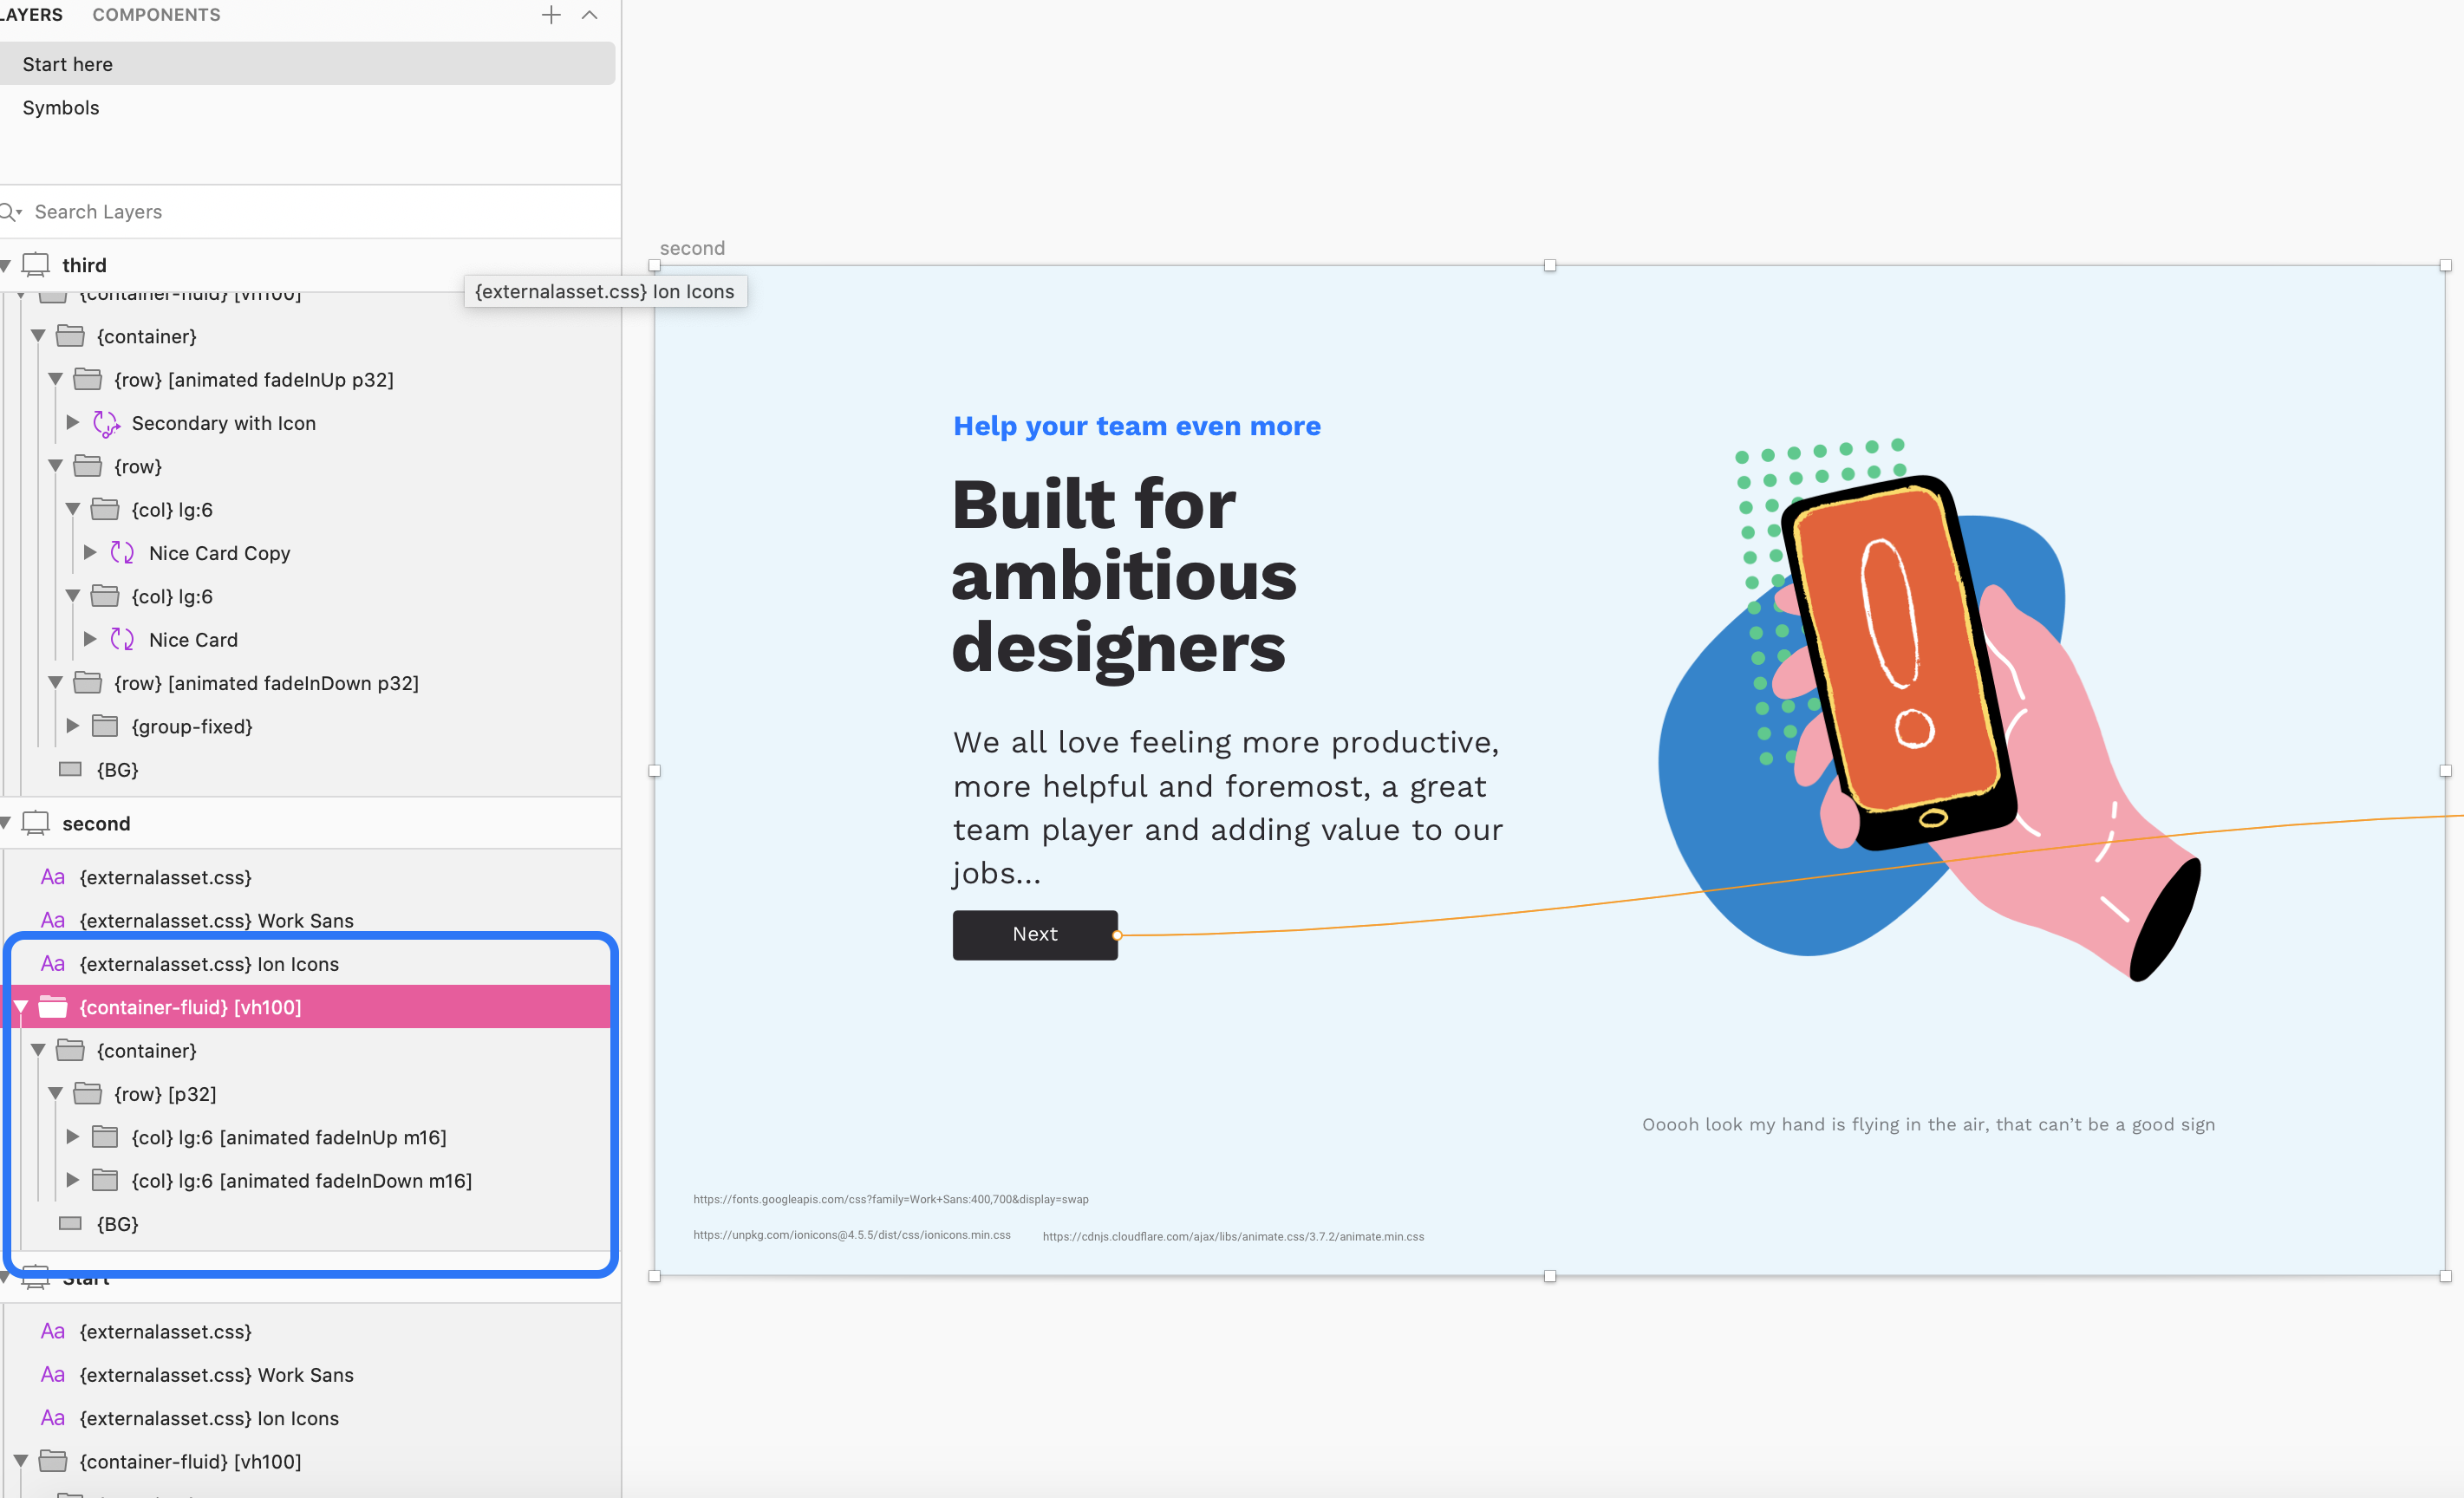 LAYERS COMPONENTS
Start here
Symbols
Search Layers
third
{container-fluid} [vh100]
{externalasset.css} Ion Icons
{container}
{row} [animated fadeInUp p32]
Secondary with Icon
{row}
{col} lg:6
Nice Card Copy
{col} lg:6
Nice Card
{row} [animated fadeInDown p32]
{group-fixed}
{BG}
second
Aa {externalasset.css}
Aa {externalasset.css} Work Sans
Aa {externalasset.css} Ion Icons
{container-fluid} [vh100]
{container}
{row} [p32]
{col} lg:6 [animated fadeInUp m16]
{col} lg:6 [animated fadeInDown m16]
{BG}
Start
Aa {externalasset.css}
Aa {externalasset.css} Work Sans
Aa {externalasset.css} Ion Icons
{container-fluid} [vh100]
second
Help your team even more
Built for
ambitious
designers
We all love feeling more productive,
more helpful and foremost, a great
team player and adding value to our
jobs...
Next
Ooooh look my hand is flying in the air, that can’t be a good sign
https://fonts.googleapis.com/css?family=Work+Sans:400,700&display=swap
https://unpkg.com/ionicons@4.5.5/dist/css/ionicons.min.css https://cdnjs.cloudflare.com/ajax/libs/animate.css/3.7.2/animate.min.css